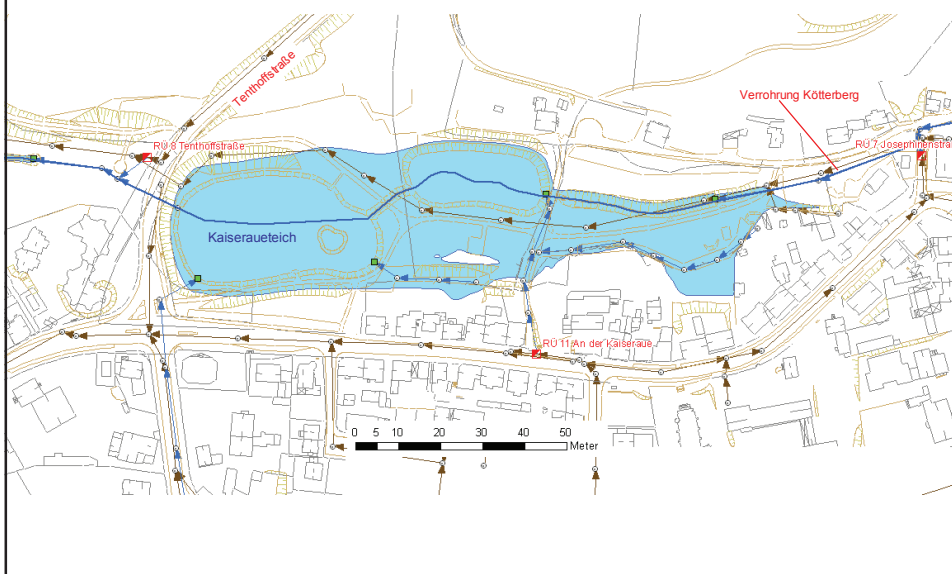 Tenthoffstraße
Verrohrung Kötterberg
RÜ 8 Tenthoffstraße
RÜ 7 Josephinenstra
Kaiseraueteich
RÜ 11 An der Kaiseraue
0 5 10 20 30 40 50
Meter